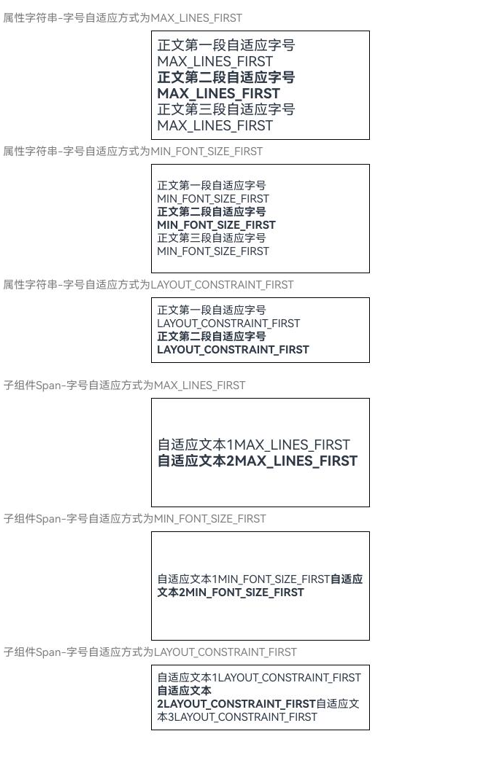 属性字符串-字号自适应方式为MAX_LINES_FIRST
正文第一段自适应字号
MAX_LINES_FIRST
正文第二段自适应字号
MAX_LINES_FIRST
正文第三段自适应字号
MAX_LINES_FIRST
属性字符串-字号自适应方式为MIN_FONT_SIZE_FIRST
正文第一段自适应字号
MIN_FONT_SIZE_FIRST
正文第二段自适应字号
MIN_FONT_SIZE_FIRST
正文第三段自适应字号
MIN_FONT_SIZE_FIRST
属性字符串-字号自适应方式为LAYOUT_CONSTRAINT_FIRST
正文第一段自适应字号
LAYOUT_CONSTRAINT_FIRST
正文第二段自适应字号
LAYOUT_CONSTRAINT_FIRST
子组件Span-字号自适应方式为MAX_LINES_FIRST
自适应文本1MAX_LINES_FIRST
自适应文本2MAX_LINES_FIRST
子组件Span-字号自适应方式为MIN_FONT_SIZE_FIRST
自适应文本1MIN_FONT_SIZE_FIRST自适应
文本2MIN_FONT_SIZE_FIRST
子组件Span-字号自适应方式为LAYOUT_CONSTRAINT_FIRST
自适应文本1LAYOUT_CONSTRAINT_FIRST
自适应文本
2LAYOUT_CONSTRAINT_FIRST自适应文
本3LAYOUT_CONSTRAINT_FIRST